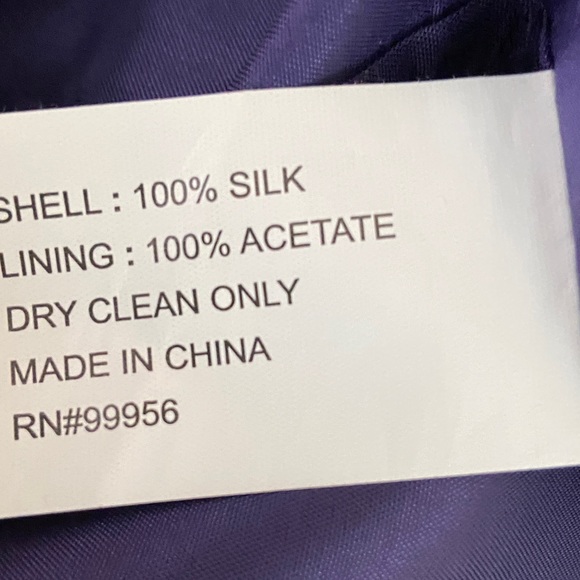 SHELL : 100% SILK
LINING : 100% ACETATE
DRY CLEAN ONLY
MADE IN CHINA
RN#99956